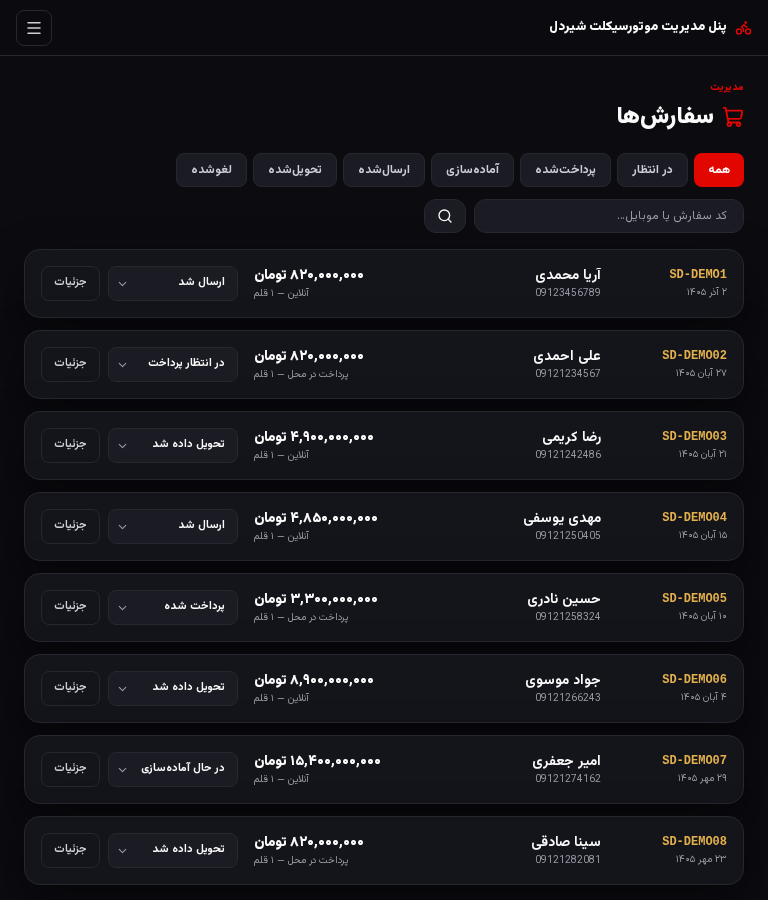 پنل مدیریت موتورسیکلت شیردل
مدیریت
سفارش‌ها
همه
در انتظار
پرداخت‌شده
آماده‌سازی
ارسال‌شده
تحویل‌شده
لغوشده
کد سفارش یا موبایل...
SD-DEMO1 آریا محمدی ۸۲۰,۰۰۰,۰۰۰ تومان ارسال شد جزئیات
۲ آذر ۱۴۰۵ 09123456789 آنلاین — ۱ قلم
SD-DEMO02 علی احمدی ۸۲۰,۰۰۰,۰۰۰ تومان در انتظار پرداخت جزئیات
۲۷ آبان ۱۴۰۵ 09121234567 پرداخت در محل — ۱ قلم
SD-DEMO03 رضا کریمی ۴,۹۰۰,۰۰۰,۰۰۰ تومان تحویل داده شد جزئیات
۲۱ آبان ۱۴۰۵ 09121242486 آنلاین — ۱ قلم
SD-DEMO04 مهدی یوسفی ۴,۸۵۰,۰۰۰,۰۰۰ تومان ارسال شد جزئیات
۱۵ آبان ۱۴۰۵ 09121250405 آنلاین — ۱ قلم
SD-DEMO05 حسین نادری ۳,۳۰۰,۰۰۰,۰۰۰ تومان پرداخت شده جزئیات
۱۰ آبان ۱۴۰۵ 09121258324 پرداخت در محل — ۱ قلم
SD-DEMO06 جواد موسوی ۸,۹۰۰,۰۰۰,۰۰۰ تومان تحویل داده شد جزئیات
۴ آبان ۱۴۰۵ 09121266243 آنلاین — ۱ قلم
SD-DEMO07 امیر جعفری ۱۵,۴۰۰,۰۰۰,۰۰۰ تومان در حال آماده‌سازی جزئیات
۲۹ مهر ۱۴۰۵ 09121274162 آنلاین — ۱ قلم
SD-DEMO08 سینا صادقی ۸۲۰,۰۰۰,۰۰۰ تومان تحویل داده شد جزئیات
۲۳ مهر ۱۴۰۵ 09121282081 پرداخت در محل — ۱ قلم